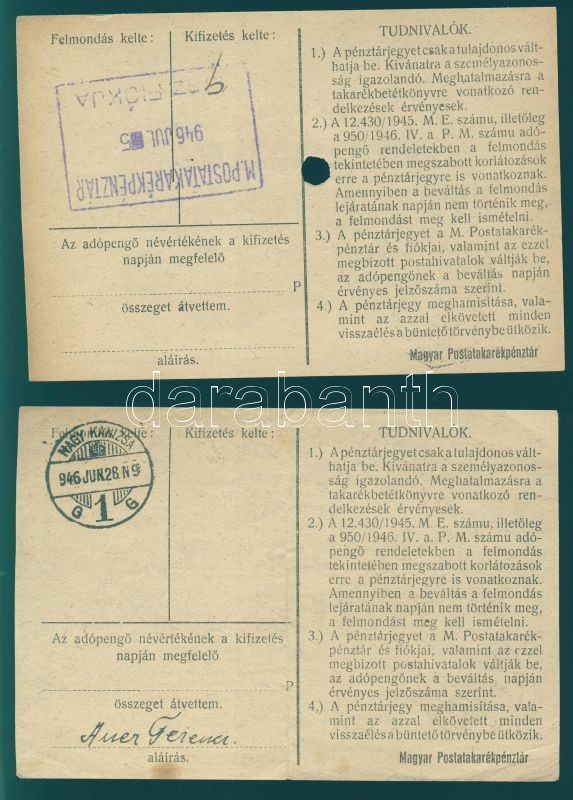 Felmondás kelte :
Kifizetés kelte :
9
SZ. FIÓKJA
946 JUL 5
M. POSTATAKARÉKPÉNZTÁR
Az adópengő névértékének a kifizetés
napján megfelelő
P
összeget átvettem.
aláírás.
TUDNIVALÓK.
1.) A pénztárjegyet csak a tulajdonos vált-
hatja be. Kívánatra a személyazonos-
ság igazolandó. Meghatalmazásra a
takarékbetétkönyvre vonatkozó ren-
delkezések érvényesek.
2.) A 12.430/1945. M. E. számu, illetőleg
a 950/1946. IV. a P. M. számu adó-
pengő rendeletekben a felmondás
tekintetében megszabott korlátozások
erre a pénztárjegyre is vonatkoznak.
Amennyiben a beváltás a felmondás
lejáratának napján nem történik meg,
a felmondást meg kell ismételni.
3.) A pénztárjegyet a M. Postatakarék-
pénztár és fiókjai, valamint az ezzel
megbizott postahivatalok váltják be,
az adópengőnek a beváltás napján
érvényes jelzőszáma szerint.
4.) A pénztárjegy meghamisitása, vala-
mint az azzal elkövetett minden
visszaélés a büntető törvénybe ütközik.
Magyar Postatakarékpénztár
darabanth
Felmondás kelte :
Kifizetés kelte :
NAGYKANIZSA
946 JUN. 28. N 9
G 1 G
Az adópengő névértékének a kifizetés
napján megfelelő
P
összeget átvettem.
Auer Ferenc.
aláírás.
TUDNIVALÓK.
1.) A pénztárjegyet csak a tulajdonos vált-
hatja be. Kívánatra a személyazonos-
ság igazolandó. Meghatalmazásra a
takarékbetétkönyvre vonatkozó ren-
delkezések érvényesek.
2.) A 12.430/1945. M. E. számu, illetőleg
a 950/1946. IV. a P. M. számu adó-
pengő rendeletekben a felmondás
tekintetében megszabott korlátozások
erre a pénztárjegyre is vonatkoznak.
Amennyiben a beváltás a felmondás
lejáratának napján nem történik meg,
a felmondást meg kell ismételni.
3.) A pénztárjegyet a M. Postatakarék-
pénztár és fiókjai, valamint az ezzel
megbizott postahivatalok váltják be,
az adópengőnek a beváltás napján
érvényes jelzőszáma szerint.
4,) A pénztárjegy meghamisítása, vala-
mint az azzal elkövetett minden
visszaélés a büntető törvénybe ütközik.
Magyar Postatakarékpénztár